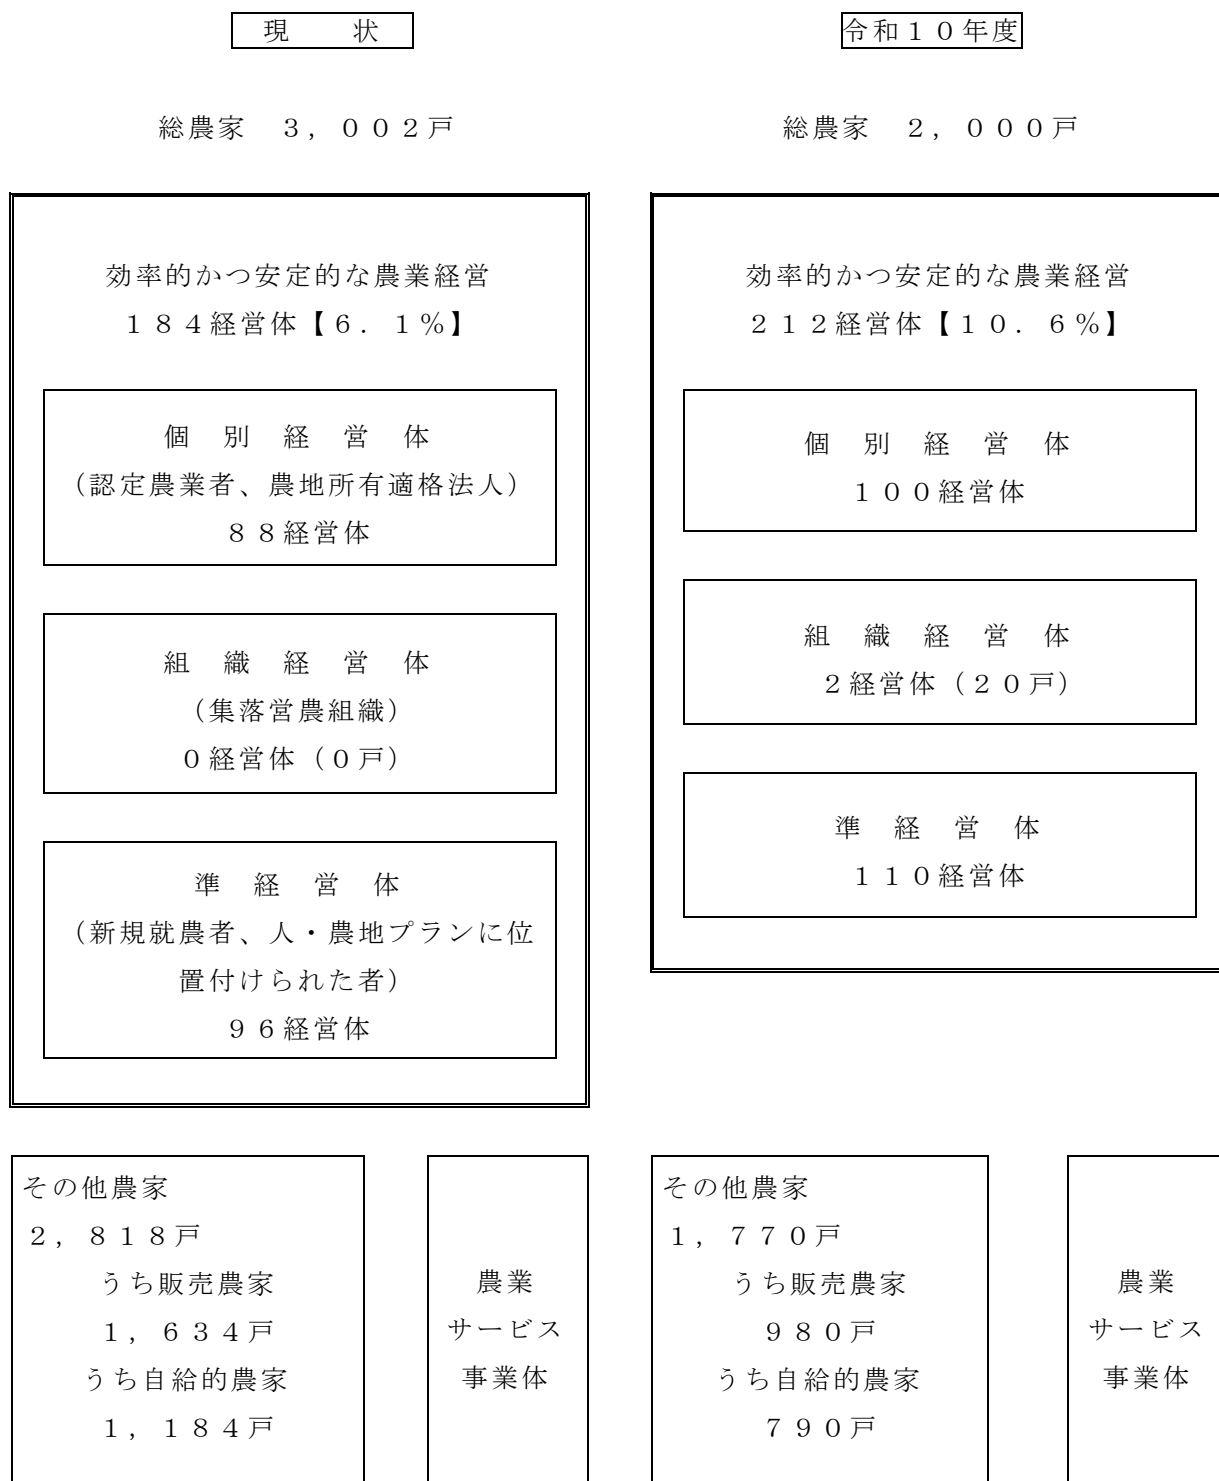 現　　状
総農家　３，００２戸
効率的かつ安定的な農業経営
１８４経営体【６．１％】
個　別　経　営　体
（認定農業者、農地所有適格法人）
８８経営体
組　織　経　営　体
（集落営農組織）
０経営体（０戸）
準　経　営　体
（新規就農者、人・農地プランに位
置付けられた者）
９６経営体
その他農家
２，８１８戸
うち販売農家
１，６３４戸
うち自給的農家
１，１８４戸
農業
サービス
事業体
令和１０年度
総農家　２，０００戸
効率的かつ安定的な農業経営
２１２経営体【１０．６％】
個　別　経　営　体
１００経営体
組　織　経　営　体
２経営体（２０戸）
準　経　営　体
１１０経営体
その他農家
１，７７０戸
うち販売農家
９８０戸
うち自給的農家
７９０戸
農業
サービス
事業体